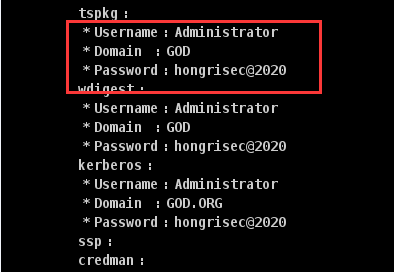 tspkg :
* Username : Administrator
* Domain : GOD
* Password : hongrisec@2020
wdigest :
* Username : Administrator
* Domain : GOD
* Password : hongrisec@2020
kerberos :
* Username : Administrator
* Domain : GOD.ORG
* Password : hongrisec@2020
ssp :
credman :